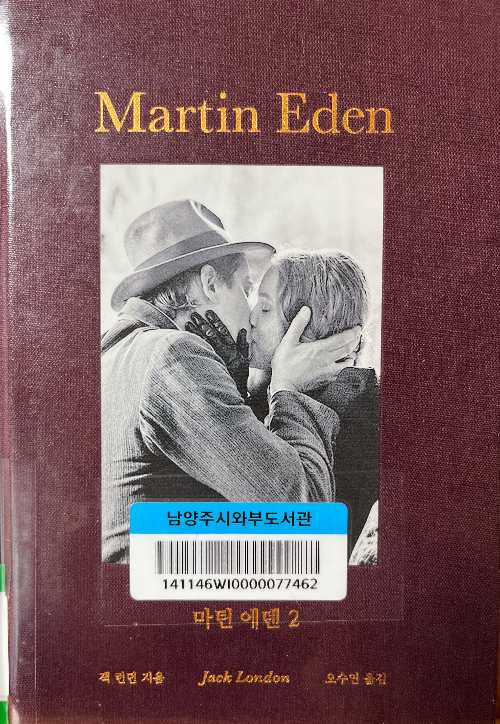 Martin Eden
남양주시와부도서관
141146WI0000077462
마틴 에덴 2
잭 런던 지음 Jack London 오수연 옮김